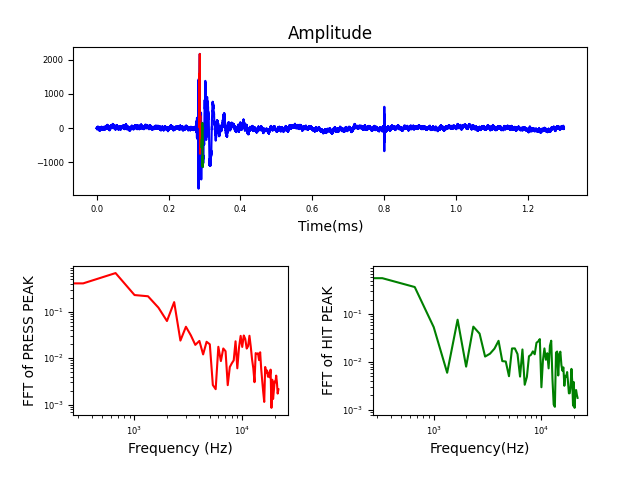 Amplitude
2000
1000
0
−1000
0.0 0.2 0.4 0.6 0.8 1.0 1.2
Time(ms)
FFT of PRESS PEAK
10⁻¹
10⁻²
10⁻³
10³ 10⁴
Frequency (Hz)
FFT of HIT PEAK
10⁻¹
10⁻²
10⁻³
10³ 10⁴
Frequency(Hz)